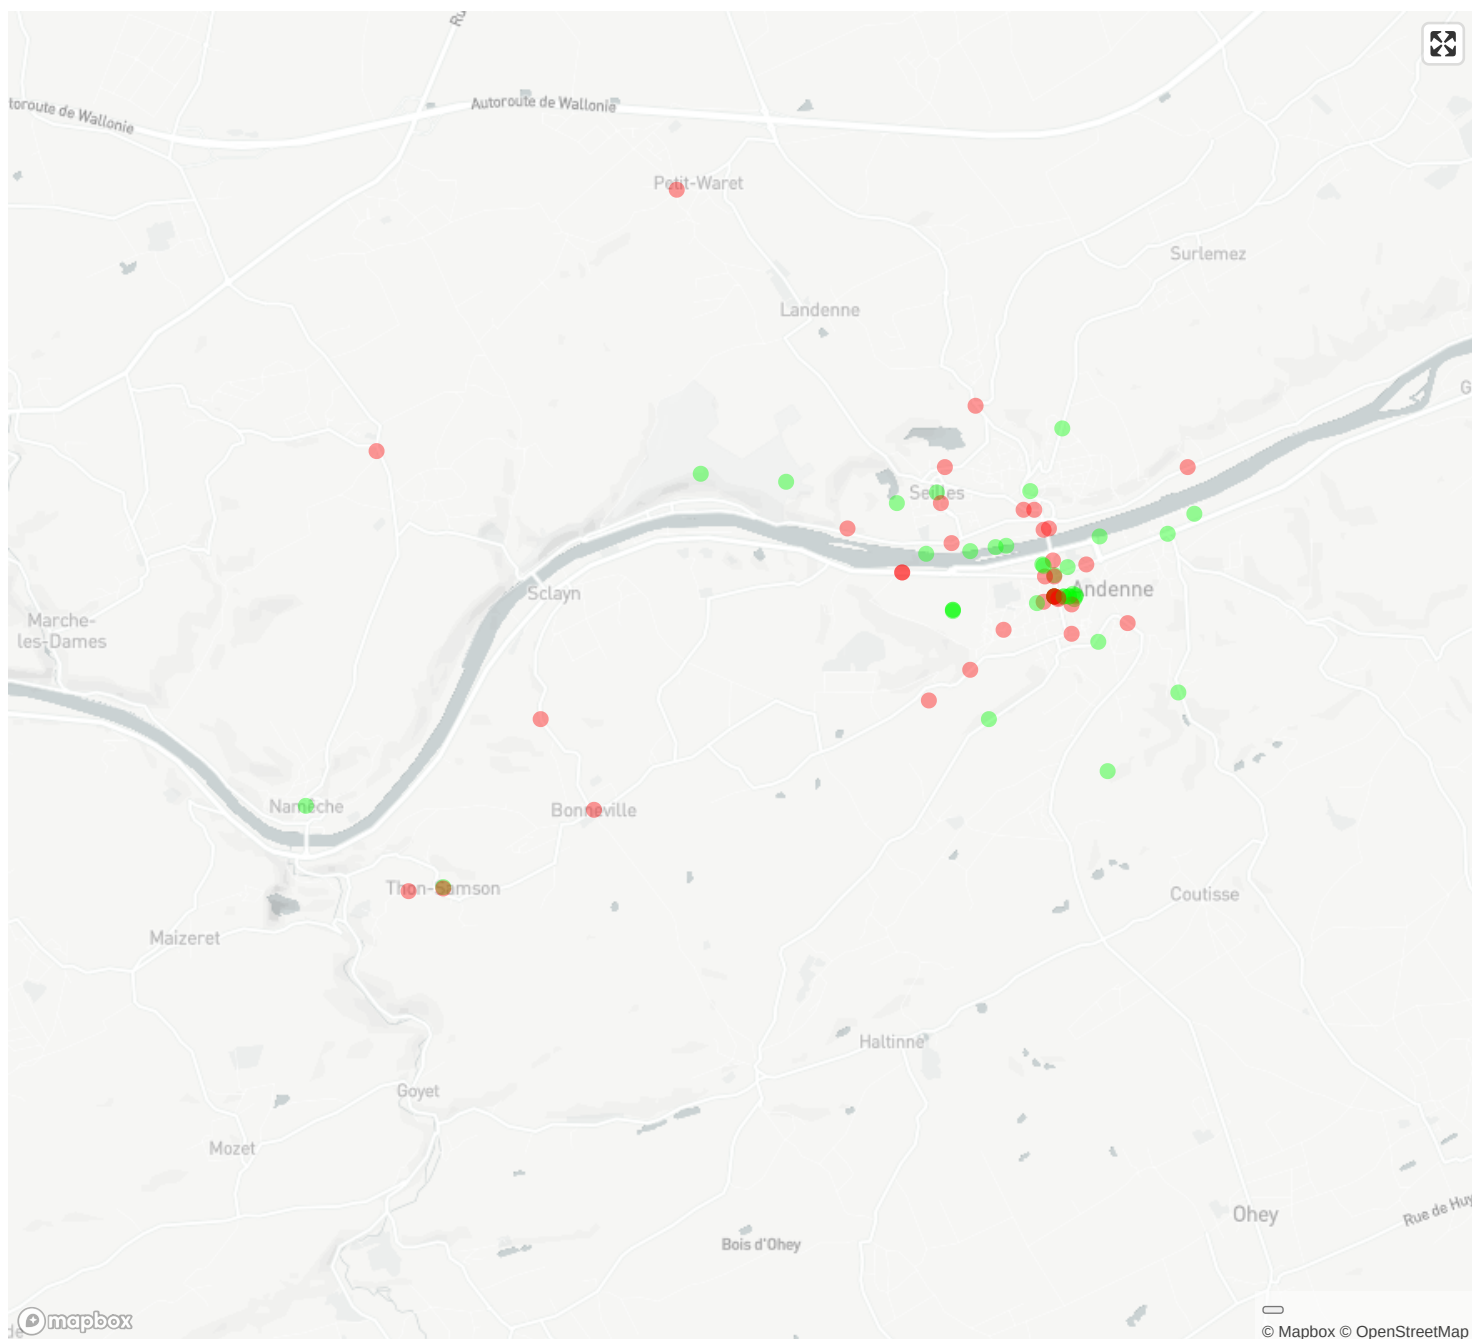 Autoroute de Wallonie
toroute de Wallonie
Petit-Waret
Surlemez
Landenne
Seilles
Sclayn
Andenne
Marche-
les-Dames
Namêche
Bonneville
Thon-Samson
Coutisse
Maizeret
Haltinne
Goyet
Mozet
Ohey
Rue de Huy
Bois d'Ohey
mapbox
© Mapbox © OpenStreetMap